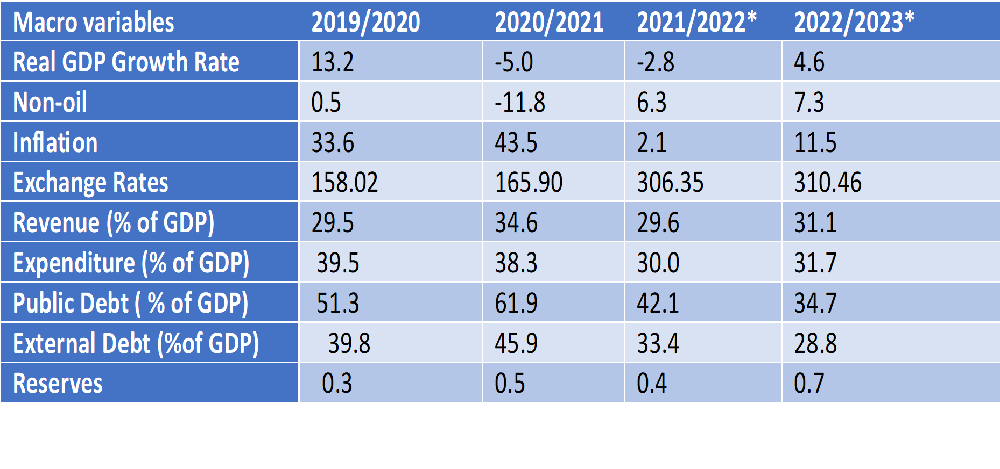 Macro variables 2019/2020 2020/2021 2021/2022* 2022/2023*
Real GDP Growth Rate 13.2 -5.0 -2.8 4.6
Non-oil 0.5 -11.8 6.3 7.3
Inflation 33.6 43.5 2.1 11.5
Exchange Rates 158.02 165.90 306.35 310.46
Revenue (% of GDP) 29.5 34.6 29.6 31.1
Expenditure (% of GDP) 39.5 38.3 30.0 31.7
Public Debt ( % of GDP) 51.3 61.9 42.1 34.7
External Debt (%of GDP) 39.8 45.9 33.4 28.8
Reserves 0.3 0.5 0.4 0.7